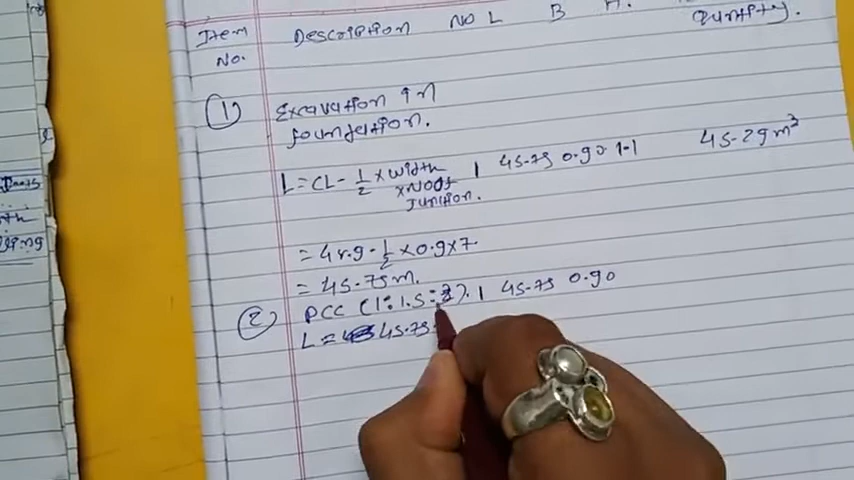 Item Description No L B H. Quntity.
No.
1 Excavation in
foundation.
L = CL - 1/2 x width 1 45.75 0.90 1.1 45.29 m³
x No of
Junction.
= 48.9 - 1/2 x 0.9 x 7.
= 45.75 m.
2 PCC (1:1.5:3). 1 45.75 0.90
L = 45.75